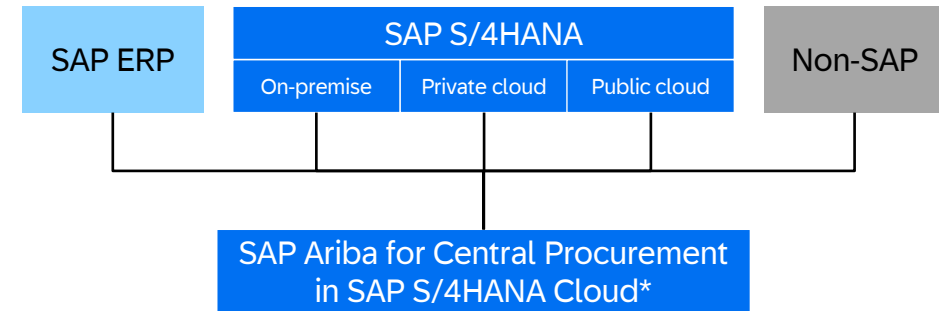 SAP ERP
SAP S/4HANA
On-premise
Private cloud
Public cloud
Non-SAP
SAP Ariba for Central Procurement
in SAP S/4HANA Cloud*